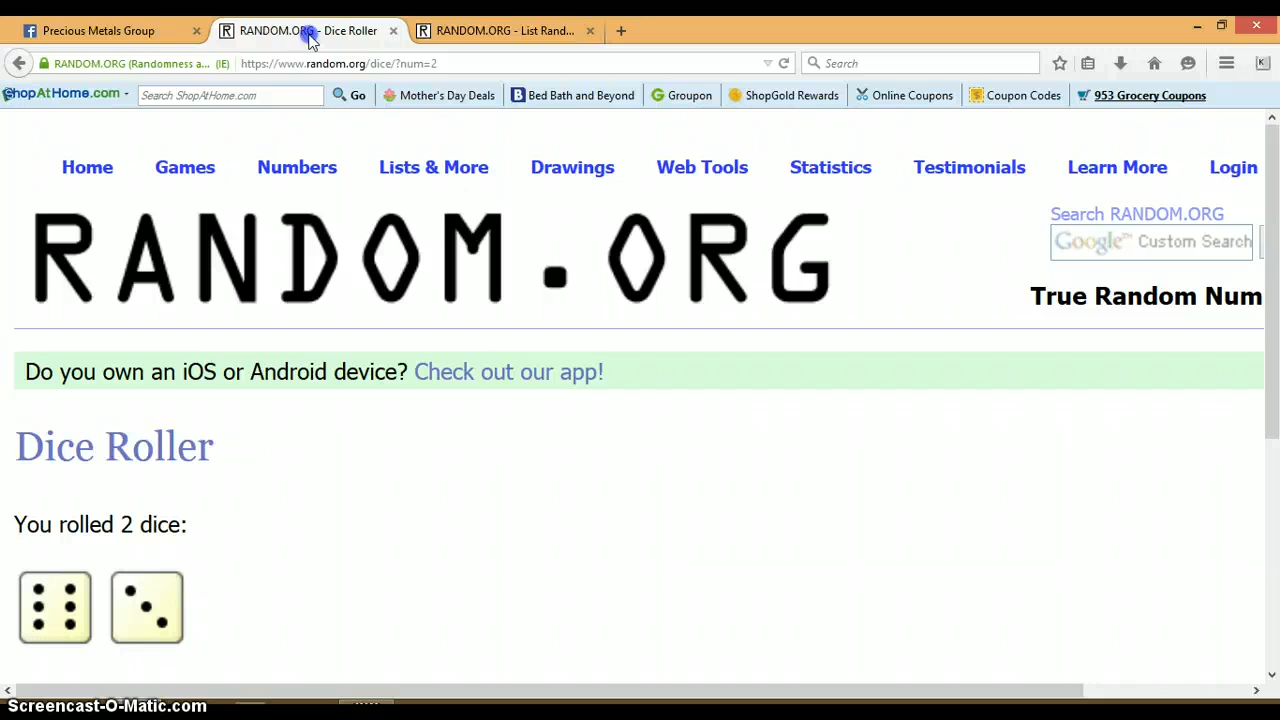 Precious Metals Group
RANDOM.ORG - Dice Roller
RANDOM.ORG - List Rand...
RANDOM.ORG (Randomness a... (IE)
https://www.random.org/dice/?num=2
Search
ShopAtHome.com
Search ShopAtHome.com
Go
Mother's Day Deals
Bed Bath and Beyond
Groupon
ShopGold Rewards
Online Coupons
Coupon Codes
953 Grocery Coupons
Home Games Numbers Lists & More Drawings Web Tools Statistics Testimonials Learn More Login
RANDOM.ORG
Search RANDOM.ORG
Google™ Custom Search
True Random Num
Do you own an iOS or Android device? Check out our app!
Dice Roller
You rolled 2 dice:
Screencast-O-Matic.com